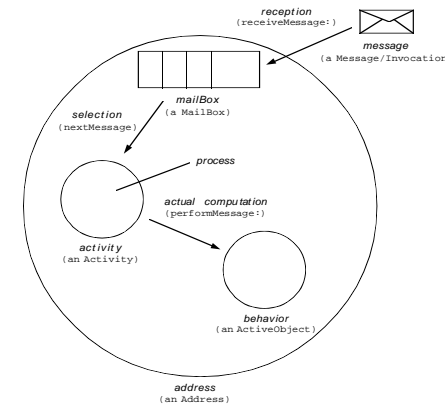 reception
(receiveMessage:)
message
(a Message/Invocation
mailBox
(a MailBox)
selection
(nextMessage)
process
actual computation
(performMessage:)
activity
(an Activity)
behavior
(an ActiveObject)
address
(an Address)